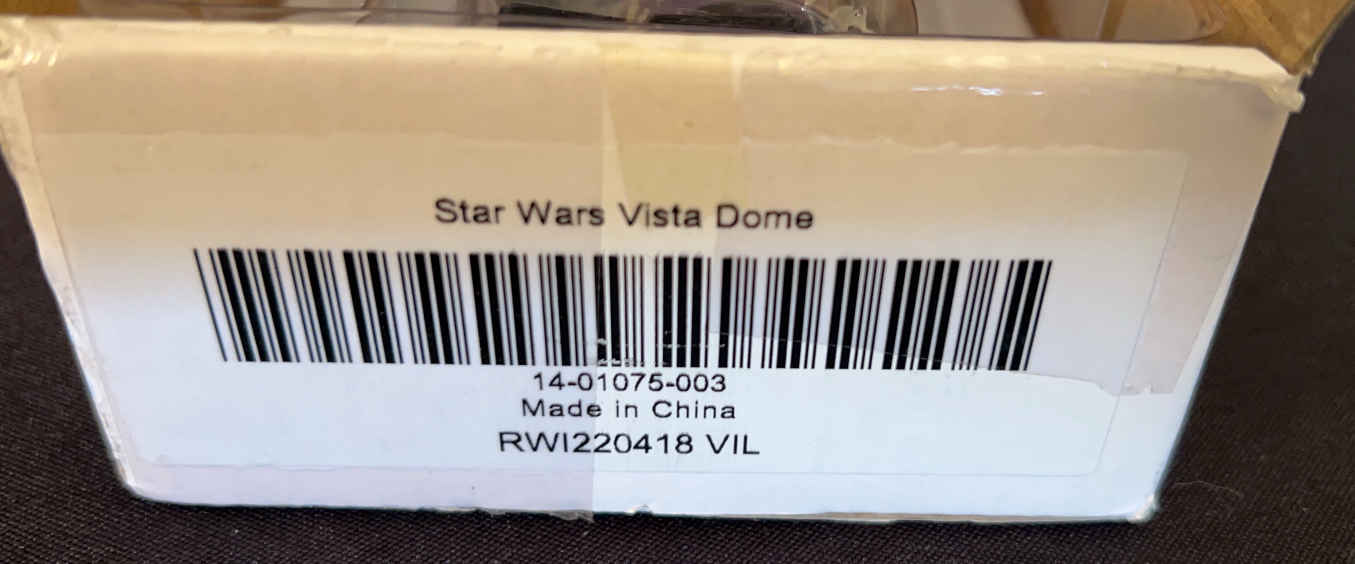 Star Wars Vista Dome
14-01075-003
Made in China
RWI220418 VIL